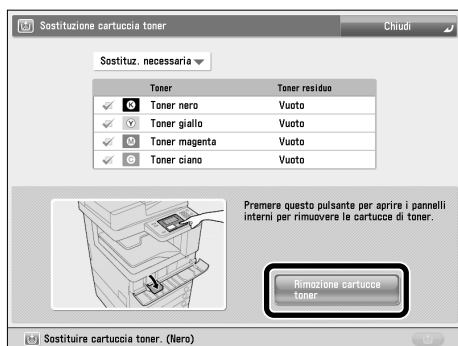 Sostituzione cartuccia toner
Chiudi
Sostituz. necessaria
Toner Toner residuo
K Toner nero Vuoto
Y Toner giallo Vuoto
M Toner magenta Vuoto
C Toner ciano Vuoto
Premere questo pulsante per aprire i pannelli
interni per rimuovere le cartucce di toner.
Rimozione cartucce
toner
Sostituire cartuccia toner. (Nero)